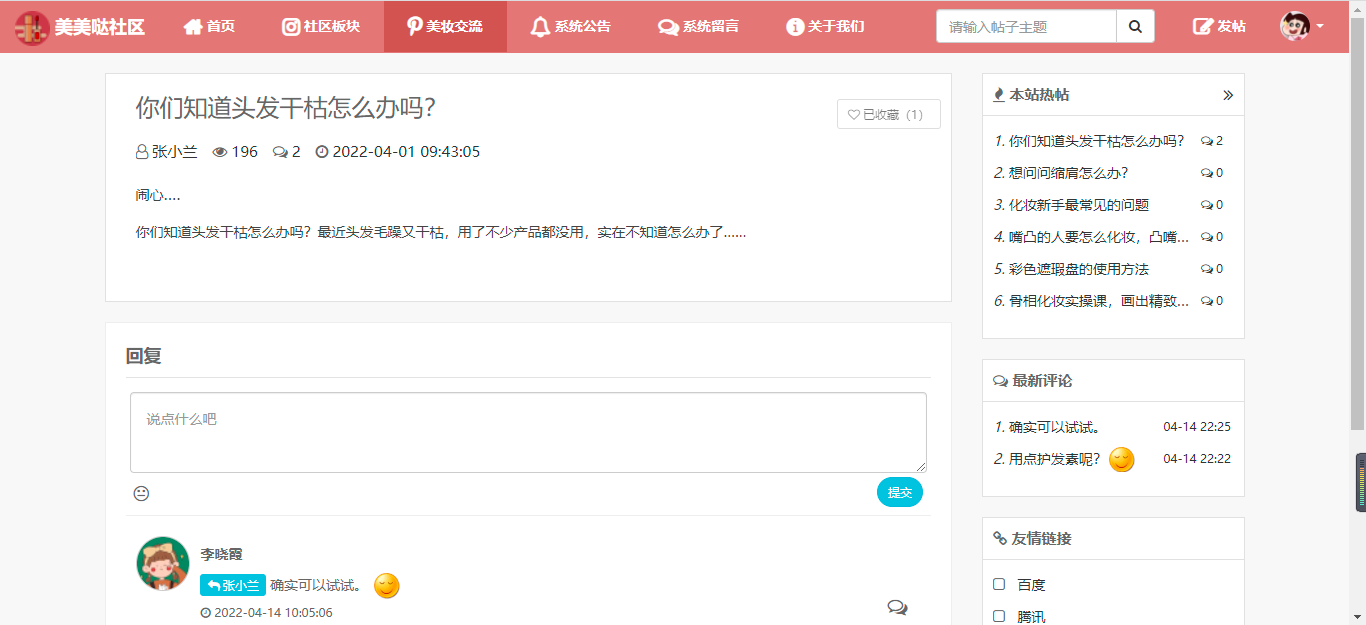 美美哒社区 首页 社区板块 美妆交流 系统公告 系统留言 关于我们 请输入帖子主题 发帖
你们知道头发干枯怎么办吗?
已收藏（1）
张小兰 196 2 2022-04-01 09:43:05
闹心....
你们知道头发干枯怎么办吗？最近头发毛躁又干枯，用了不少产品都没用，实在不知道怎么办了......
回复
说点什么吧
提交
李晓霞
张小兰 确实可以试试。
2022-04-14 10:05:06
本站热帖
1. 你们知道头发干枯怎么办吗? 2
2. 想问问缩肩怎么办? 0
3. 化妆新手最常见的问题 0
4. 嘴凸的人要怎么化妆，凸嘴... 0
5. 彩色遮瑕盘的使用方法 0
6. 骨相化妆实操课，画出精致... 0
最新评论
1. 确实可以试试。 04-14 22:25
2. 用点护发素呢? 04-14 22:22
友情链接
百度
腾讯